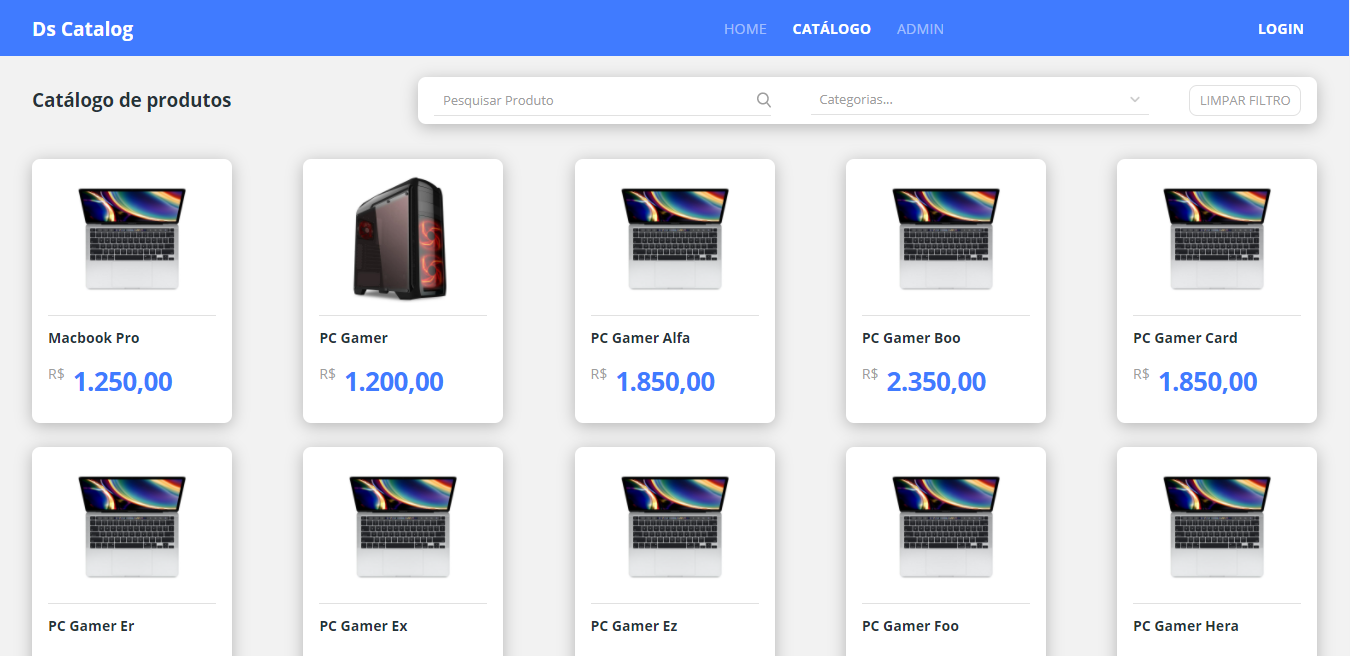 Ds Catalog
HOME CATÁLOGO ADMIN
LOGIN
Catálogo de produtos
Pesquisar Produto
Categorias...
LIMPAR FILTRO
Macbook Pro
R$ 1.250,00
PC Gamer
R$ 1.200,00
PC Gamer Alfa
R$ 1.850,00
PC Gamer Boo
R$ 2.350,00
PC Gamer Card
R$ 1.850,00
PC Gamer Er
PC Gamer Ex
PC Gamer Ez
PC Gamer Foo
PC Gamer Hera